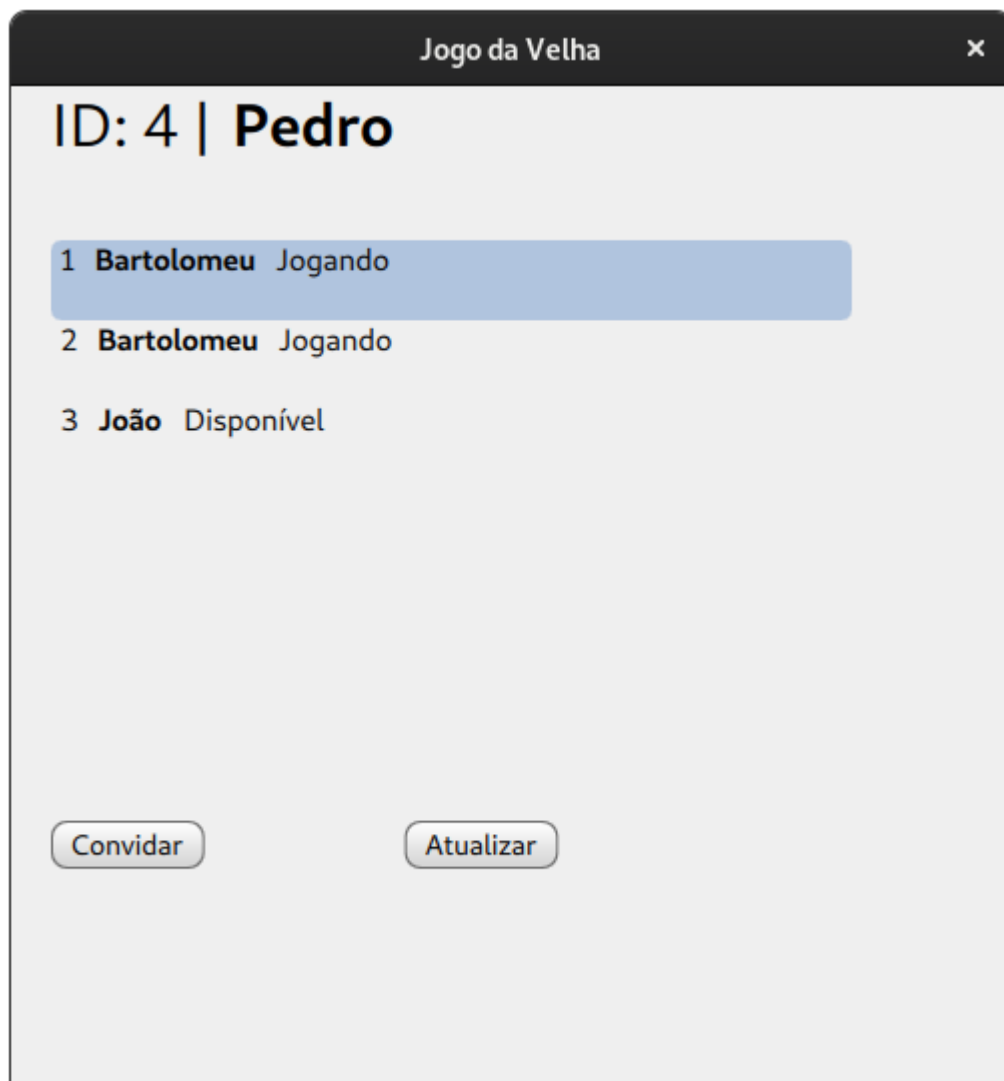 Jogo da Velha ×
ID: 4 | Pedro
1 Bartolomeu Jogando
2 Bartolomeu Jogando
3 João Disponível
Convidar Atualizar